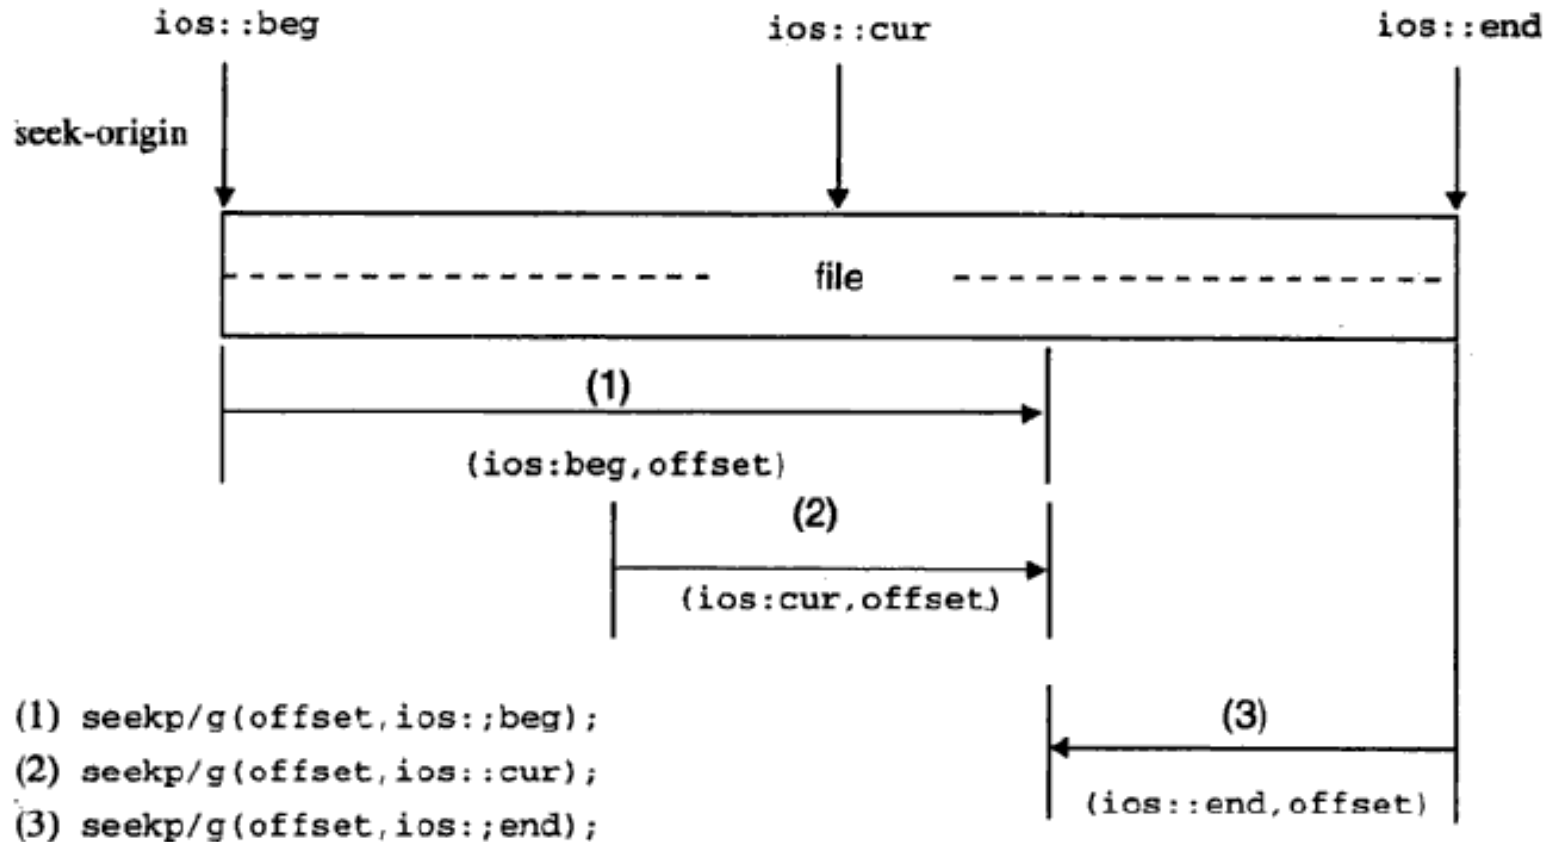 ios::beg
ios::cur
ios::end
seek-origin
file
(1)
(ios:beg,offset)
(2)
(ios:cur,offset)
(1) seekp/g(offset,ios:;beg);
(3)
(2) seekp/g(offset,ios::cur);
(ios::end,offset)
(3) seekp/g(offset,ios:;end);